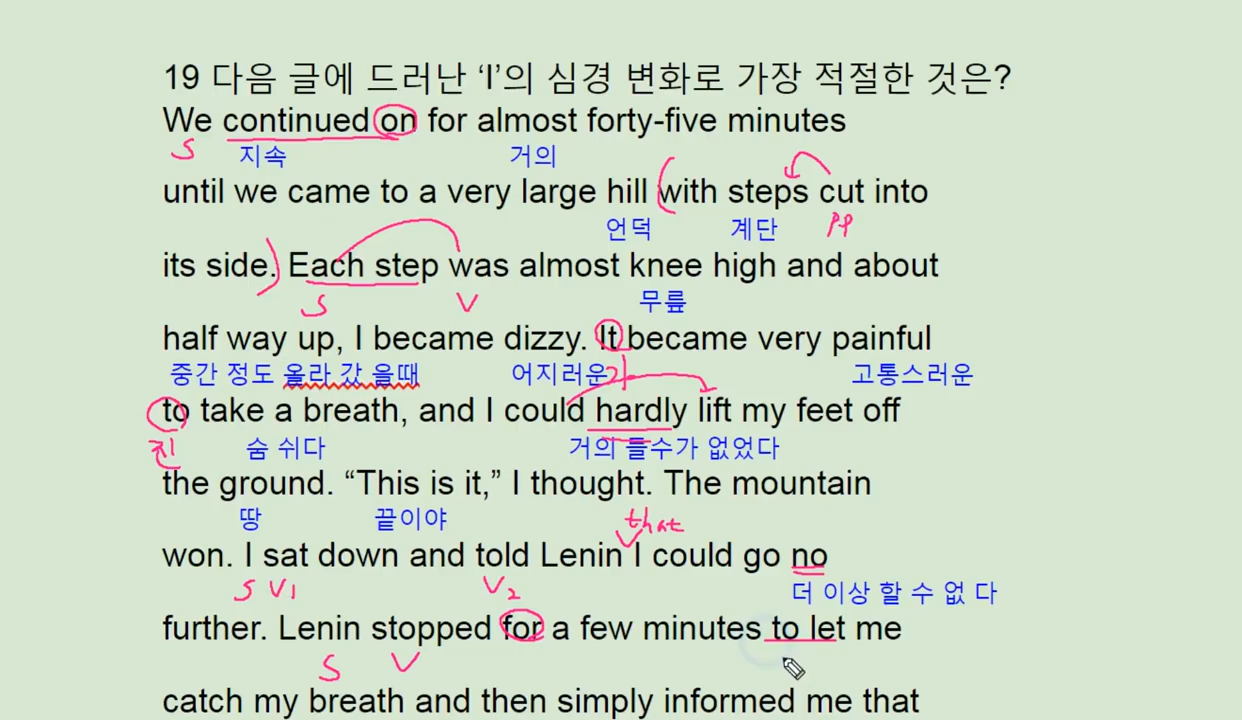 19 다음 글에 드러난 ‘I’의 심경 변화로 가장 적절한 것은?
We continued on for almost forty-five minutes
S 지속 거의
until we came to a very large hill with steps cut into
언덕 계단 pp
its side. Each step was almost knee high and about
S V 무릎
half way up, I became dizzy. It became very painful
중간 정도 올라 갔 을때 어지러운 가 고통스러운
to take a breath, and I could hardly lift my feet off
진 숨 쉬다 거의 들수가 없었다
the ground. “This is it,” I thought. The mountain
땅 끝이야 that
won. I sat down and told Lenin I could go no
S V1 V2 더 이상 할 수 없 다
further. Lenin stopped for a few minutes to let me
S V
catch my breath and then simply informed me that